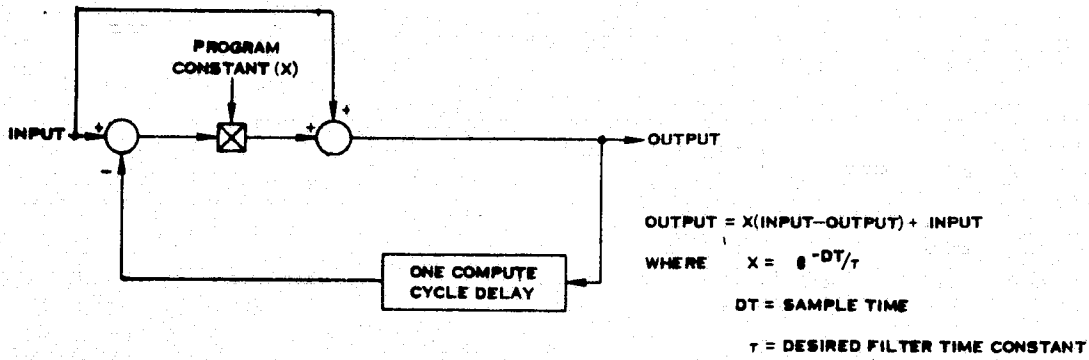 PROGRAM
CONSTANT (X)
+
INPUT
+
+
-
OUTPUT
ONE COMPUTE
CYCLE DELAY
OUTPUT = X(INPUT-OUTPUT) + INPUT
WHERE X = e -DT/τ
DT = SAMPLE TIME
τ = DESIRED FILTER TIME CONSTANT